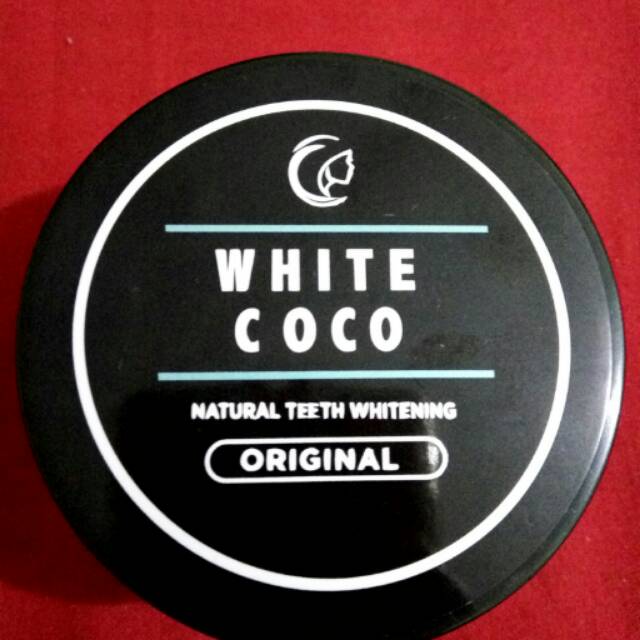 WHITE
COCO
NATURAL TEETH WHITENING
ORIGINAL